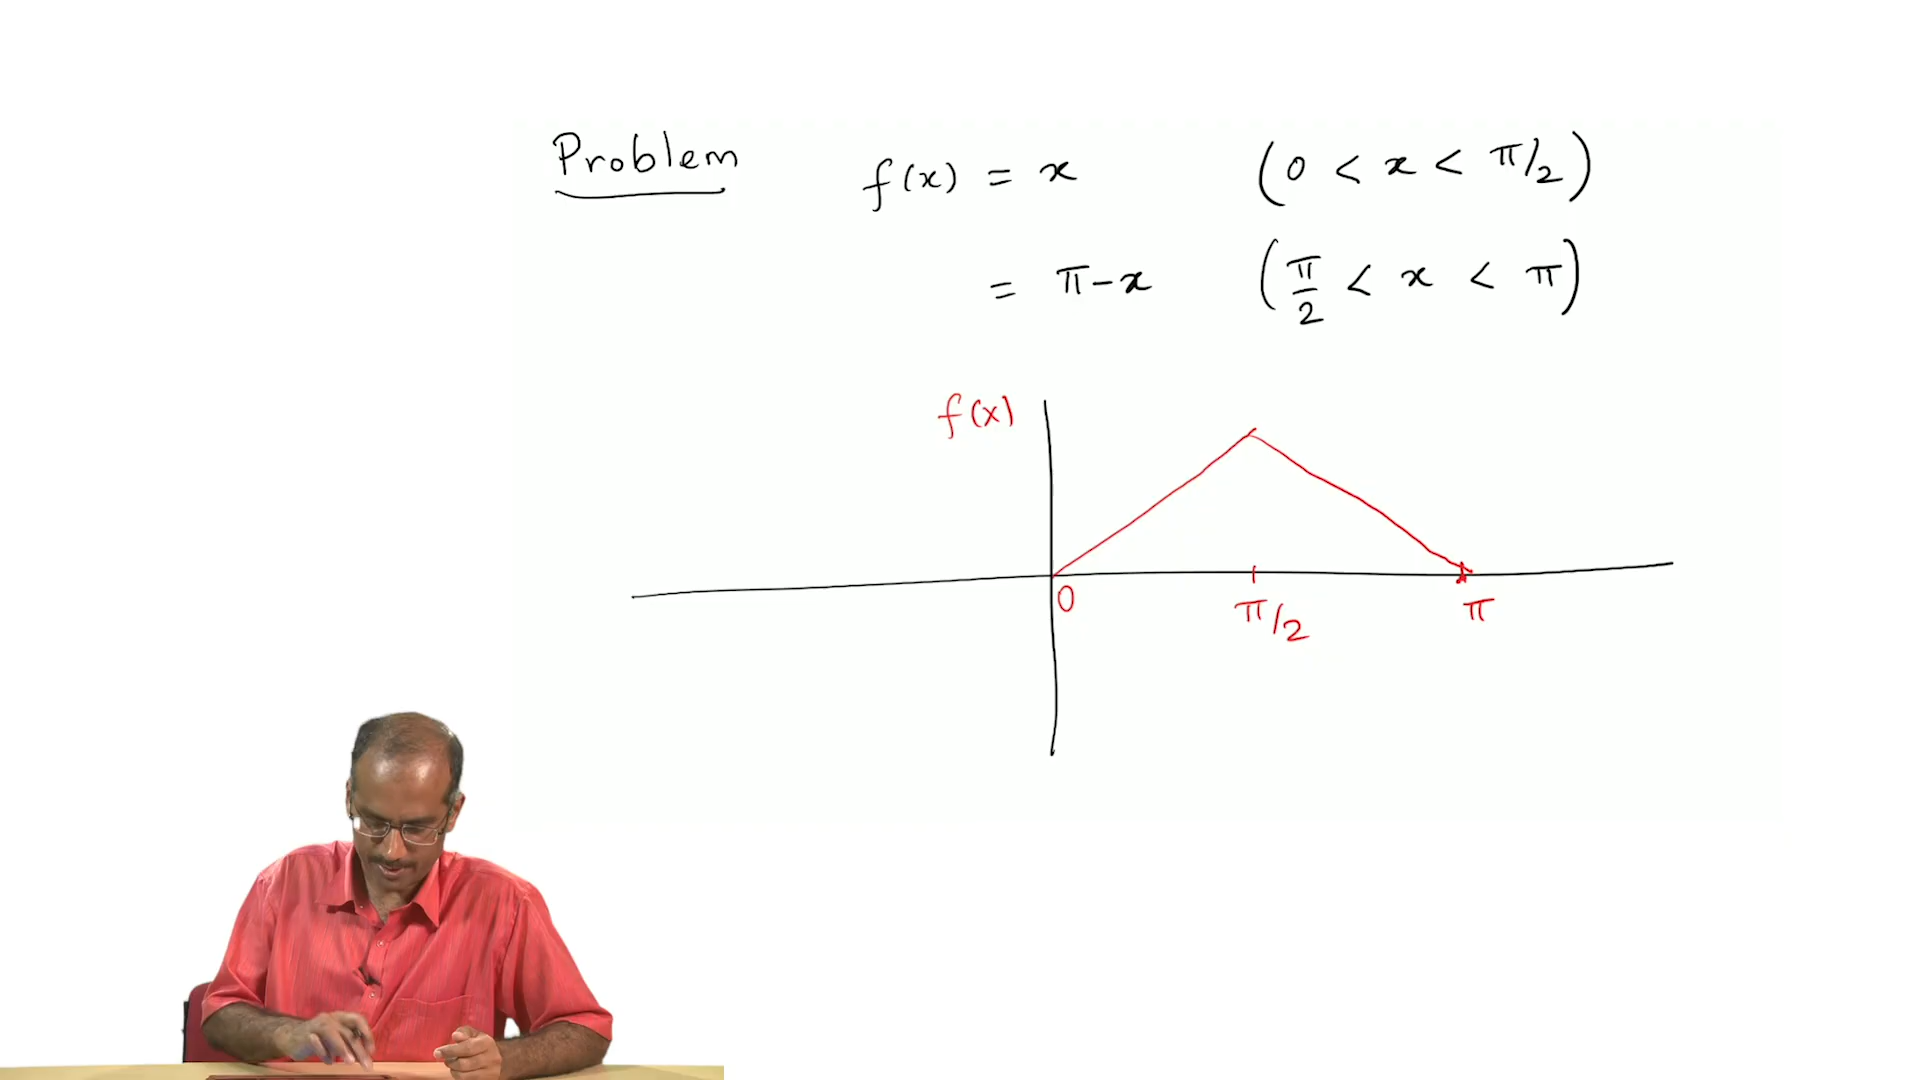 Problem f(x) = x (0 < x < π/2)
= π-x (π/2 < x < π)
f(x)
0 π/2 π